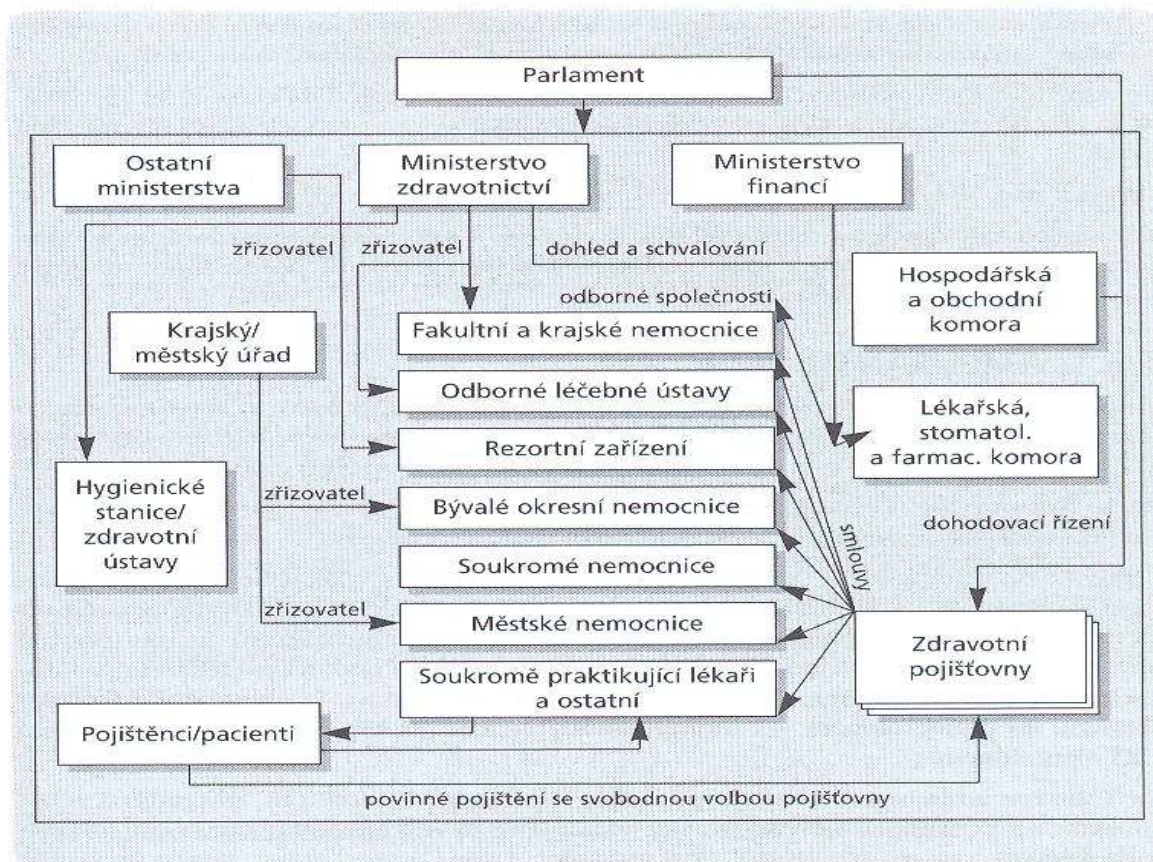 Parlament
Ostatní
ministerstva
Ministerstvo
zdravotnictví
Ministerstvo
financí
zřizovatel
zřizovatel
dohled a schvalování
Hospodářská
a obchodní
komora
odborné společnosti
Krajský/
městský úřad
Fakultní a krajské nemocnice
Odborné léčebné ústavy
Lékařská,
stomatol.
a farmac. komora
Rezortní zařízení
Hygienické
stanice/
zdravotní
ústavy
zřizovatel
Bývalé okresní nemocnice
dohodovací řízení
smlouvy
Soukromé nemocnice
zřizovatel
Městské nemocnice
Zdravotní
pojišťovny
Soukromě praktikující lékaři
a ostatní
Pojištěnci/pacienti
povinné pojištění se svobodnou volbou pojišťovny